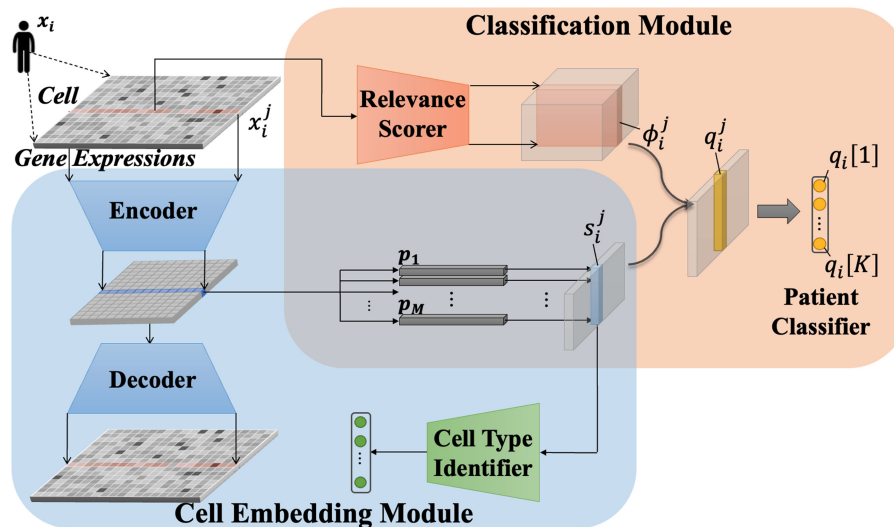 Classification Module
x_i
Cell
x_i^j
Gene Expressions
Relevance
Scorer
ϕ_i^j
q_i^j
q_i[1]
q_i[K]
Patient
Classifier
Encoder
p_1
p_M
s_i^j
Decoder
Cell Type
Identifier
Cell Embedding Module